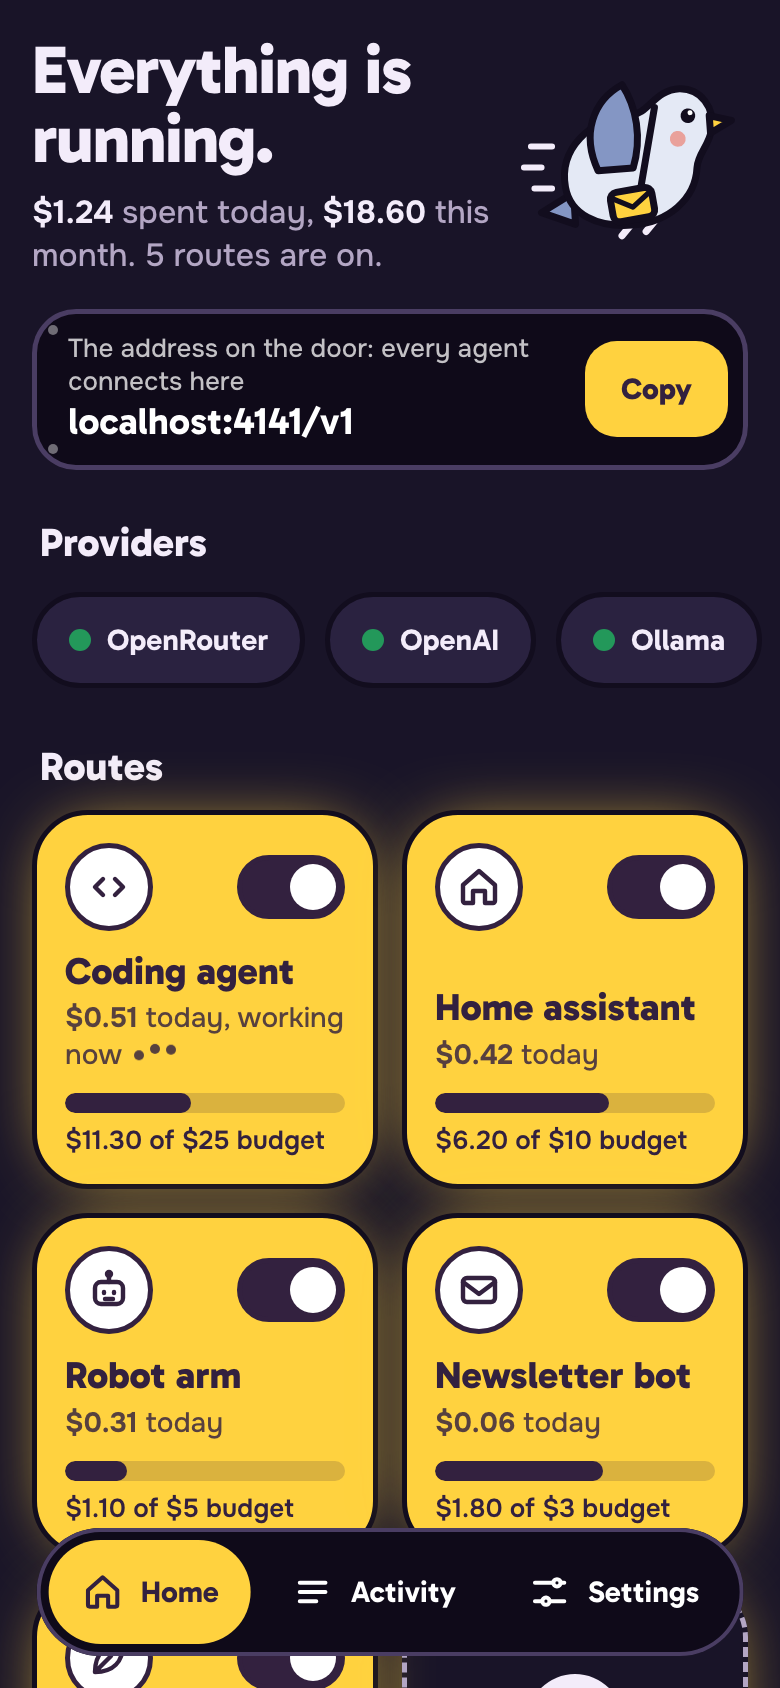 Everything is
running.
$1.24 spent today, $18.60 this
month. 5 routes are on.
The address on the door: every agent
connects here
localhost:4141/v1
Copy
Providers
OpenRouter
OpenAI
Ollama
Routes
Coding agent
$0.51 today, working
now
$11.30 of $25 budget
Home assistant
$0.42 today
$6.20 of $10 budget
Robot arm
$0.31 today
$1.10 of $5 budget
Newsletter bot
$0.06 today
$1.80 of $3 budget
Home
Activity
Settings